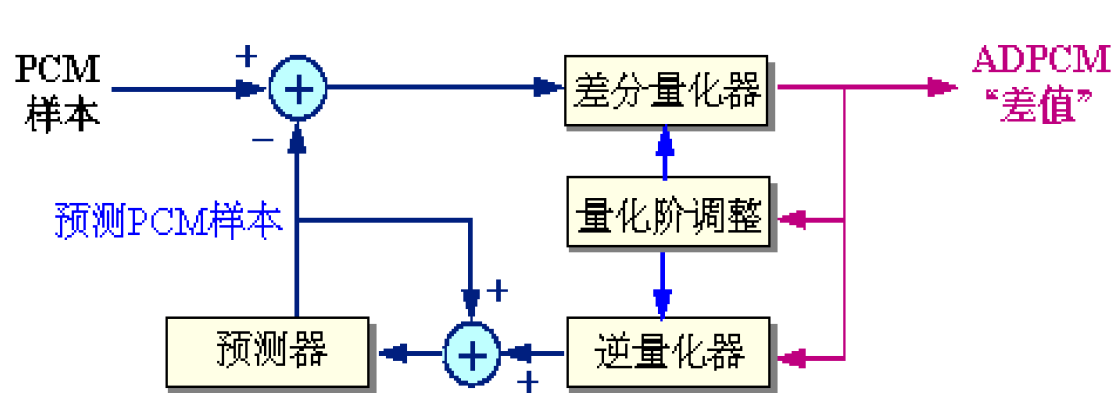 PCM
样本
+
+
−
差分量化器
ADPCM
“差值”
预测PCM样本
量化阶调整
+
预测器
+
+
逆量化器